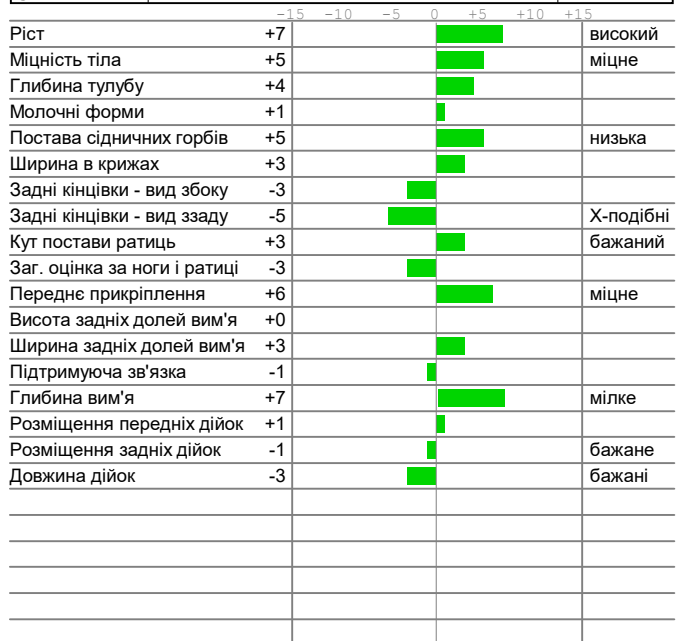 -15 -10 -5 0 +5 +10 +15
Ріст +7 високий
Міцність тіла +5 міцне
Глибина тулубу +4
Молочні форми +1
Постава сідничних горбів +5 низька
Ширина в крижах +3
Задні кінцівки - вид збоку -3
Задні кінцівки - вид ззаду -5 Х-подібні
Кут постави ратиць +3 бажаний
Заг. оцінка за ноги і ратиці -3
Переднє прикріплення +6 міцне
Висота задніх долей вим'я +0
Ширина задніх долей вим'я +3
Підтримуюча зв'язка -1
Глибина вим'я +7 мілке
Розміщення передніх дійок +1
Розміщення задніх дійок -1 бажане
Довжина дійок -3 бажані